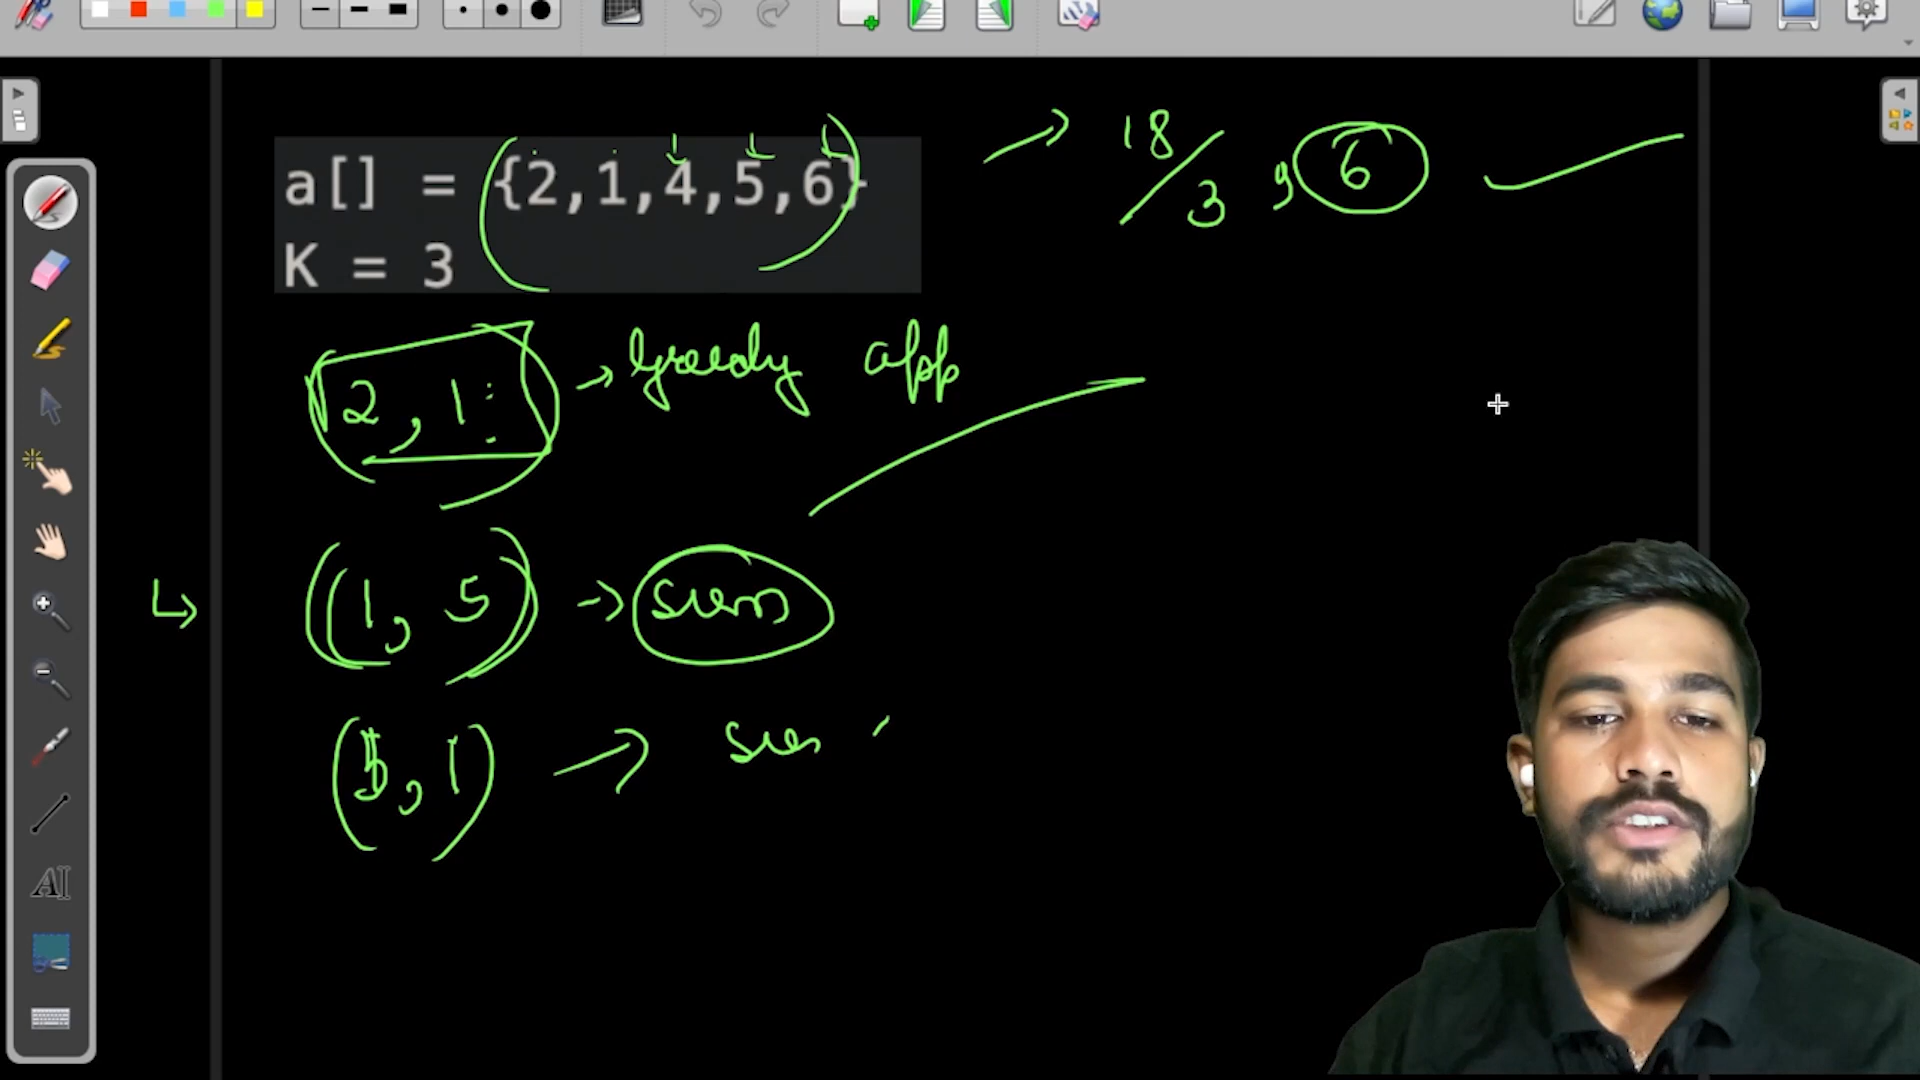 a[] = {2,1,4,5,6}
K = 3
18/3, 6
2, 1 → greedy app
(1, 5) → sum
(5, 1) → sum
AI